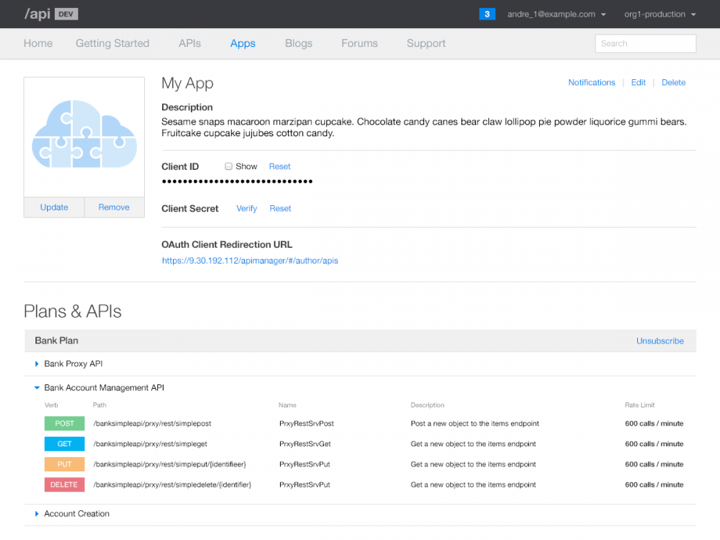 /api DEV 3 andre_1@example.com org1-production
Home Getting Started APIs Apps Blogs Forums Support Search
My App Notifications Edit Delete
Description
Sesame snaps macaroon marzipan cupcake. Chocolate candy canes bear claw lollipop pie powder liquorice gummi bears.
Fruitcake cupcake jujubes cotton candy.
Client ID Show Reset
••••••••••••••••••••••••••••••
Update Remove
Client Secret Verify Reset
OAuth Client Redirection URL
https://9.30.192.112/apimanager/#/author/apis
Plans & APIs
Bank Plan Unsubscribe
Bank Proxy API
Bank Account Management API
Verb Path Name Description Rate Limit
POST /banksimpleapi/prxy/rest/simplepost PrxyRestSrvPost Post a new object to the items endpoint 600 calls / minute
GET /banksimpleapi/prxy/rest/simpleget PrxyRestSrvGet Get a new object to the items endpoint 600 calls / minute
PUT /banksimpleapi/prxy/rest/simpleput/{identifieer} PrxyRestSrvPut Get a new object to the items endpoint 600 calls / minute
DELETE /banksimpleapi/prxy/rest/simpledelete/{identifier} PrxyRestSrvPut Get a new object to the items endpoint 600 calls / minute
Account Creation